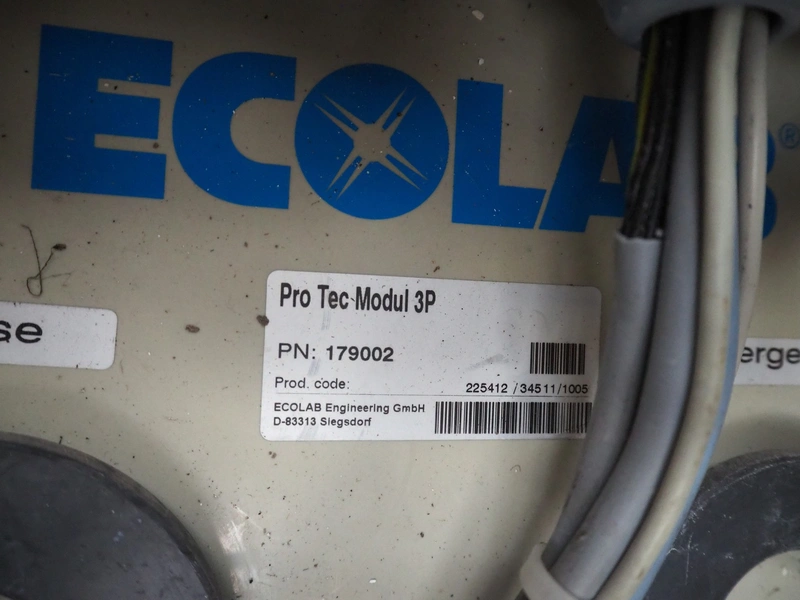 ECOLAB®
Pro Tec Modul 3P
se
PN: 179002
erge
Prod. code:
225412 / 34511/1005
ECOLAB Engineering GmbH
D-83313 Siegsdorf